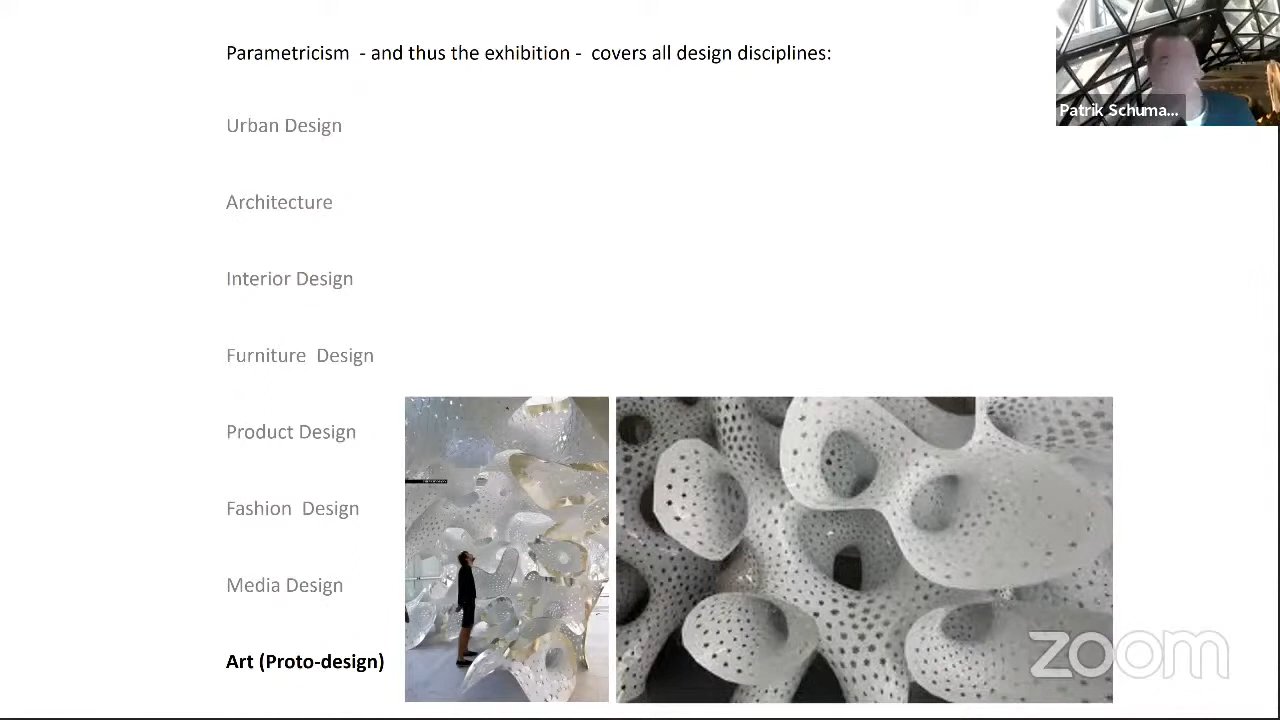 Parametricism - and thus the exhibition - covers all design disciplines:
Patrik Schuma...
Urban Design
Architecture
Interior Design
Furniture Design
Product Design
Fashion Design
Media Design
Art (Proto-design)
zoom